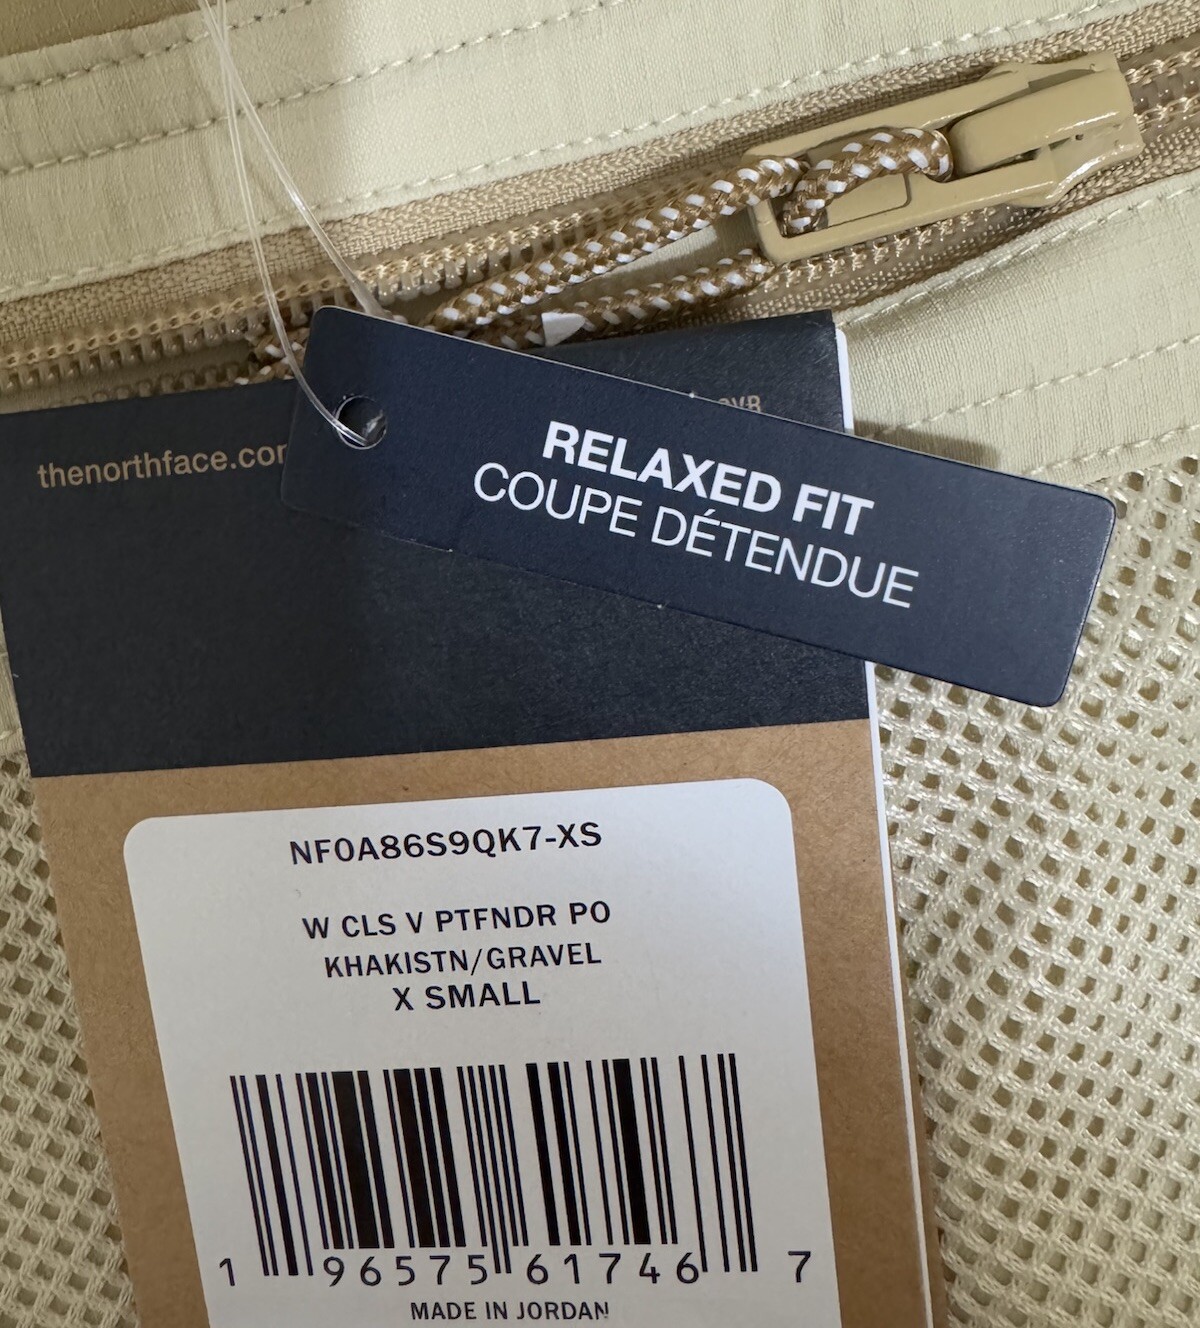 thenorthface.co
RELAXED FIT
COUPE DÉTENDUE
NF0A86S9QK7-XS
W CLS V PTFNDR PO
KHAKISTN/GRAVEL
X SMALL
1 96575 61746 7
MADE IN JORDAN